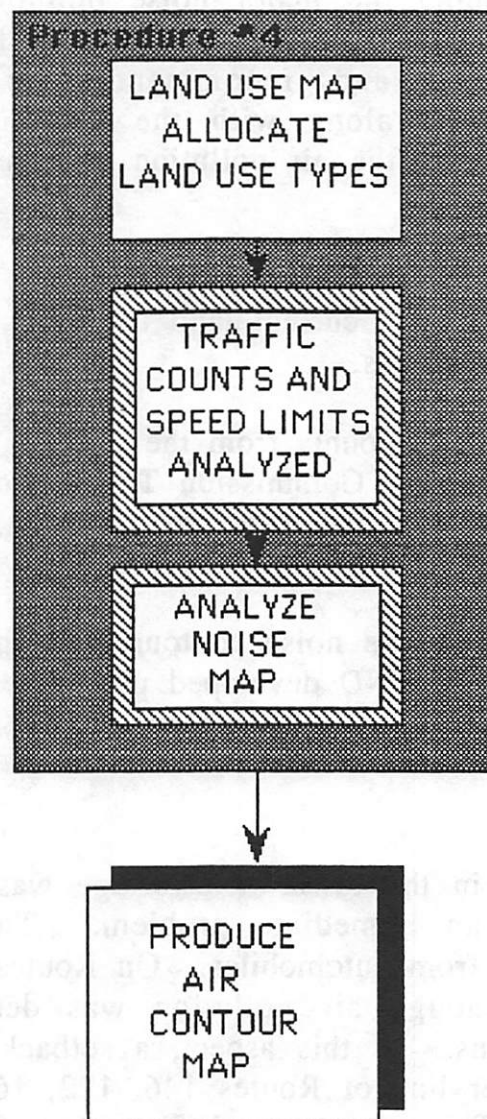 Procedure #4
LAND USE MAP
ALLOCATE
LAND USE TYPES
TRAFFIC
COUNTS AND
SPEED LIMITS
ANALYZED
ANALYZE
NOISE
MAP
PRODUCE
AIR
CONTOUR
MAP